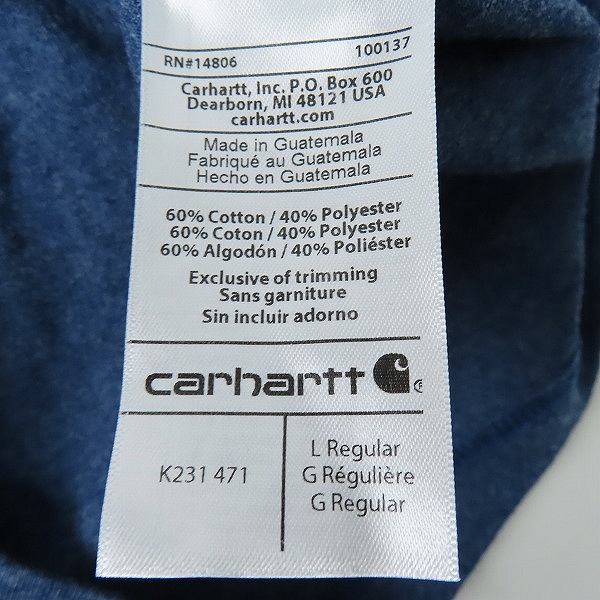 RN#14806 100137
Carhartt, Inc. P.O. Box 600
Dearborn, MI 48121 USA
carhartt.com
Made in Guatemala
Fabriqué au Guatemala
Hecho en Guatemala
60% Cotton / 40% Polyester
60% Coton / 40% Polyester
60% Algodón / 40% Poliéster
Exclusive of trimming
Sans garniture
Sin incluir adorno
carhartt ®
K231 471
L Regular
G Régulière
G Regular